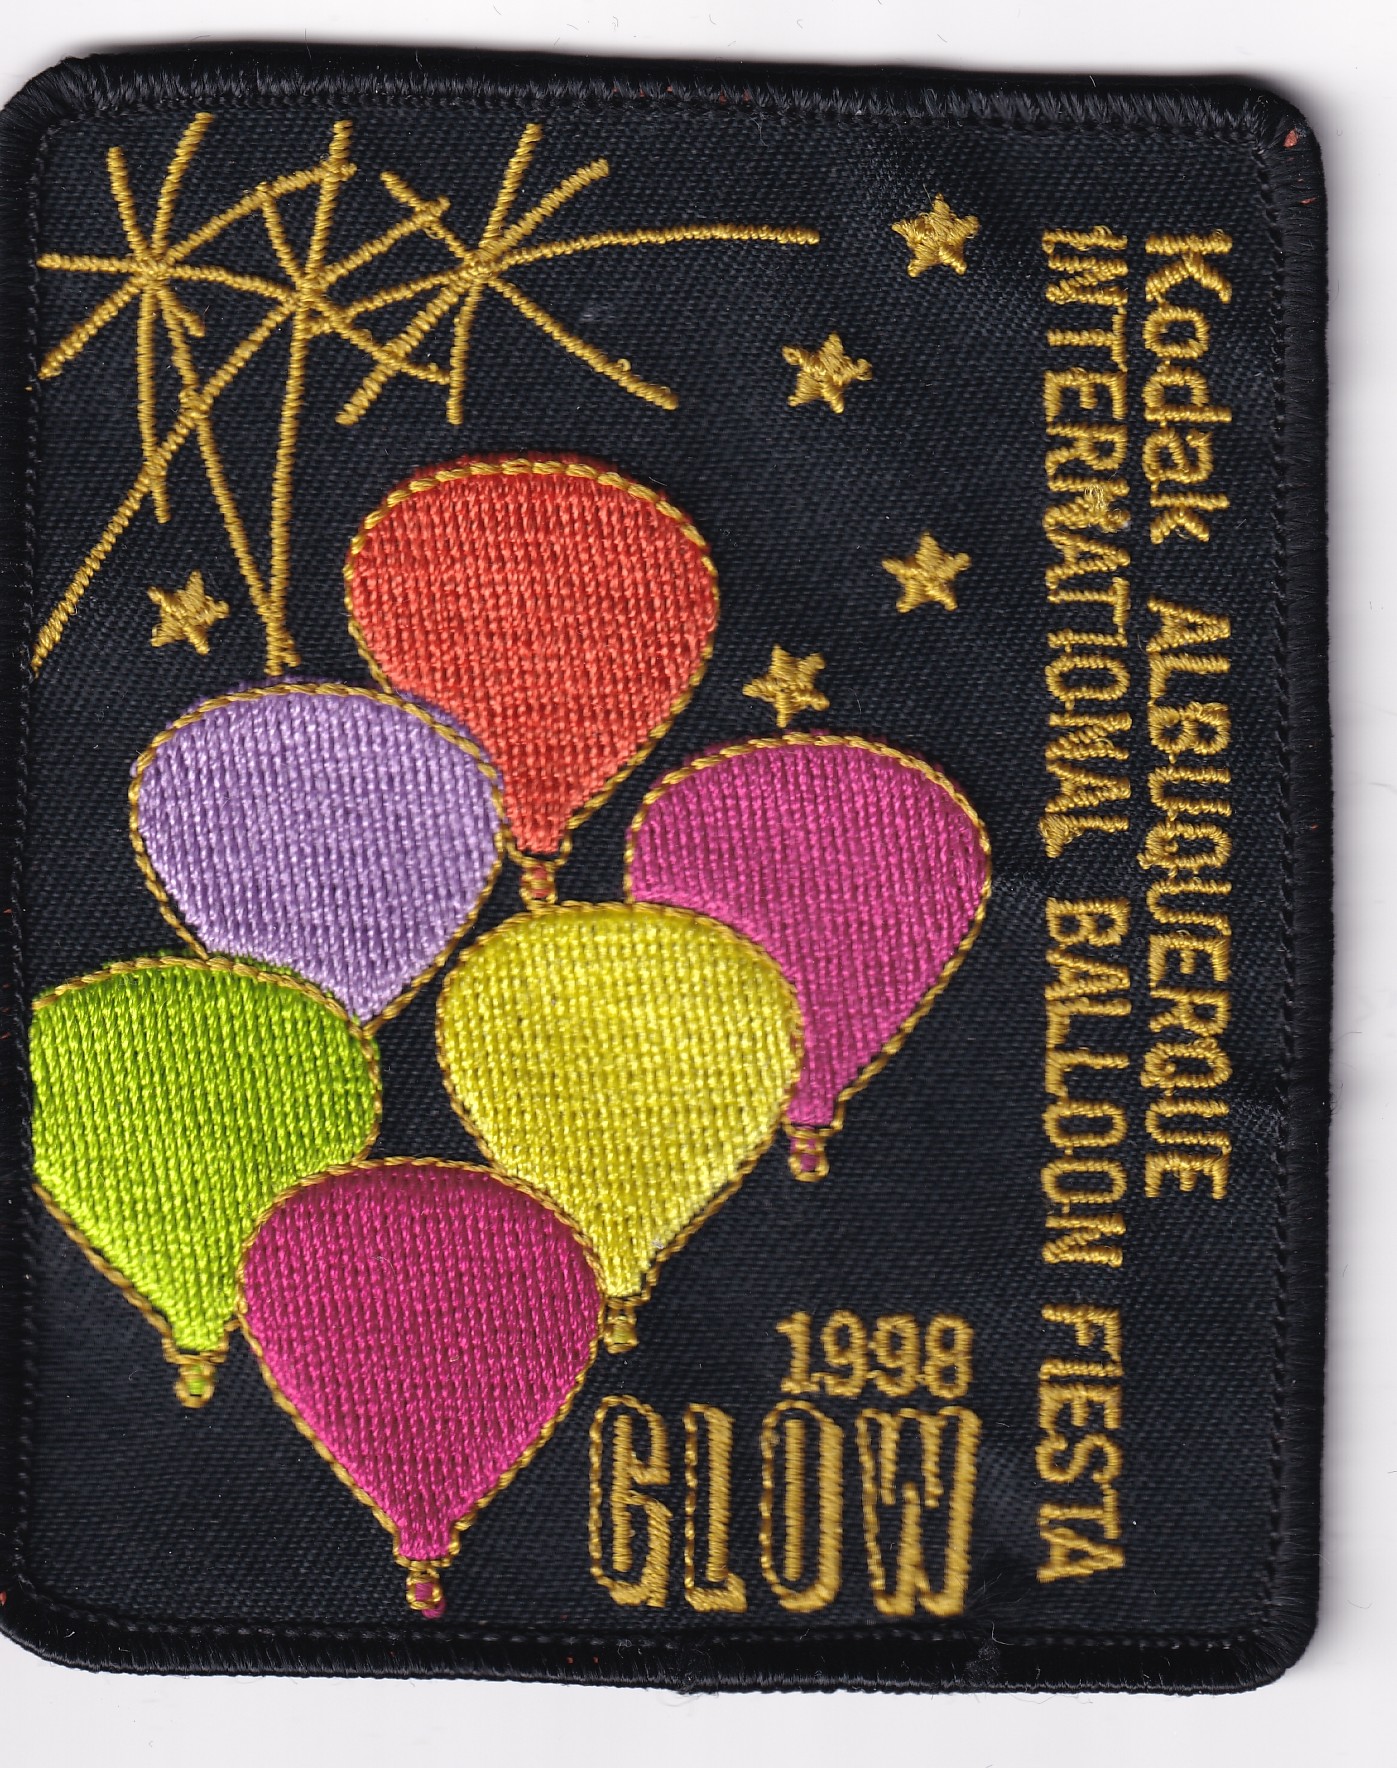 Kodak ALBUQUERQUE
INTERNATIONAL BALLOON FIESTA
1998
GLOW